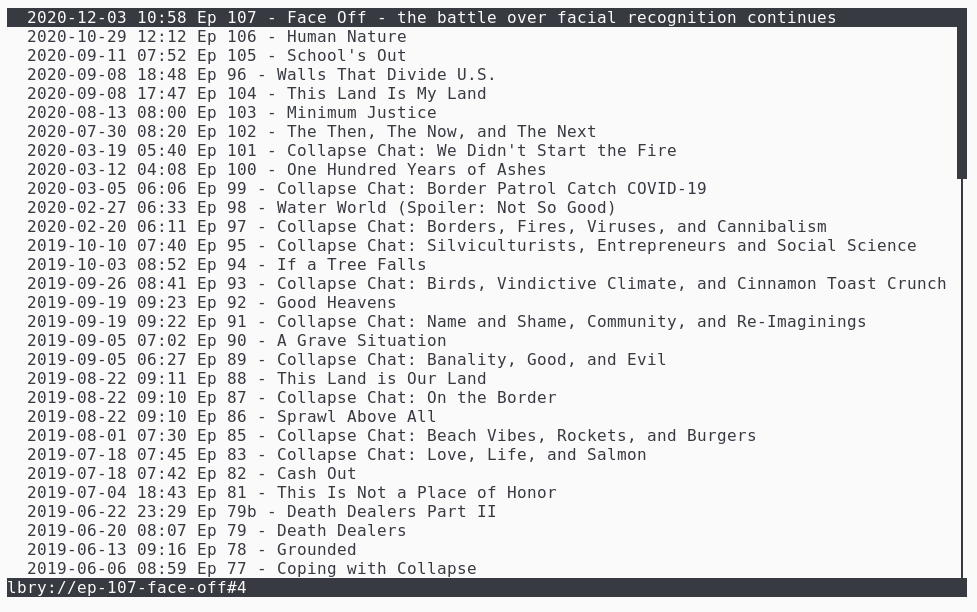 2020-12-03 10:58 Ep 107 - Face Off - the battle over facial recognition continues
2020-10-29 12:12 Ep 106 - Human Nature
2020-09-11 07:52 Ep 105 - School's Out
2020-09-08 18:48 Ep 96 - Walls That Divide U.S.
2020-09-08 17:47 Ep 104 - This Land Is My Land
2020-08-13 08:00 Ep 103 - Minimum Justice
2020-07-30 08:20 Ep 102 - The Then, The Now, and The Next
2020-03-19 05:40 Ep 101 - Collapse Chat: We Didn't Start the Fire
2020-03-12 04:08 Ep 100 - One Hundred Years of Ashes
2020-03-05 06:06 Ep 99 - Collapse Chat: Border Patrol Catch COVID-19
2020-02-27 06:33 Ep 98 - Water World (Spoiler: Not So Good)
2020-02-20 06:11 Ep 97 - Collapse Chat: Borders, Fires, Viruses, and Cannibalism
2019-10-10 07:40 Ep 95 - Collapse Chat: Silviculturists, Entrepreneurs and Social Science
2019-10-03 08:52 Ep 94 - If a Tree Falls
2019-09-26 08:41 Ep 93 - Collapse Chat: Birds, Vindictive Climate, and Cinnamon Toast Crunch
2019-09-19 09:23 Ep 92 - Good Heavens
2019-09-19 09:22 Ep 91 - Collapse Chat: Name and Shame, Community, and Re-Imaginings
2019-09-05 07:02 Ep 90 - A Grave Situation
2019-09-05 06:27 Ep 89 - Collapse Chat: Banality, Good, and Evil
2019-08-22 09:11 Ep 88 - This Land is Our Land
2019-08-22 09:10 Ep 87 - Collapse Chat: On the Border
2019-08-22 09:10 Ep 86 - Sprawl Above All
2019-08-01 07:30 Ep 85 - Collapse Chat: Beach Vibes, Rockets, and Burgers
2019-07-18 07:45 Ep 83 - Collapse Chat: Love, Life, and Salmon
2019-07-18 07:42 Ep 82 - Cash Out
2019-07-04 18:43 Ep 81 - This Is Not a Place of Honor
2019-06-22 23:29 Ep 79b - Death Dealers Part II
2019-06-20 08:07 Ep 79 - Death Dealers
2019-06-13 09:16 Ep 78 - Grounded
2019-06-06 08:59 Ep 77 - Coping with Collapse
lbry://ep-107-face-off#4